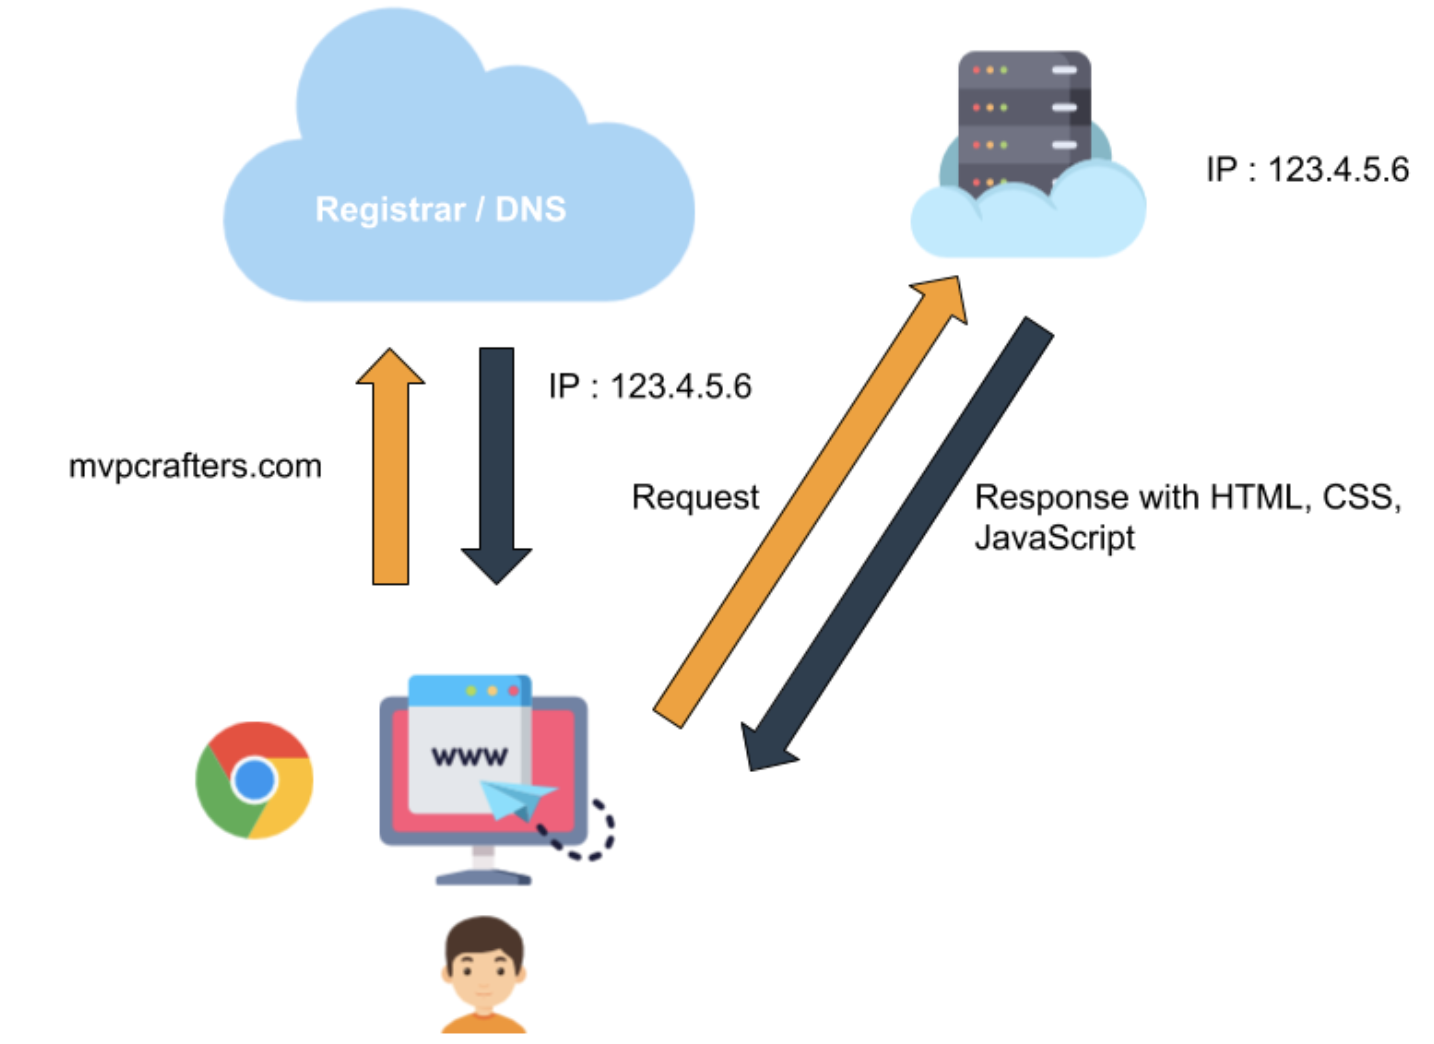 Registrar / DNS
IP : 123.4.5.6
IP : 123.4.5.6
mvpcrafters.com
Request
Response with HTML, CSS,
JavaScript
www